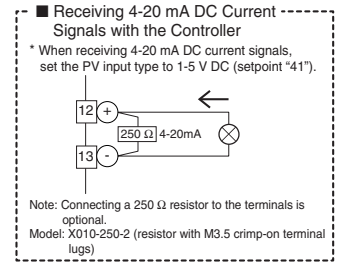 ■ Receiving 4-20 mA DC Current
Signals with the Controller
* When receiving 4-20 mA DC current signals,
set the PV input type to 1-5 V DC (setpoint “41”).
12 +
250 Ω 4-20mA
13 -
Note: Connecting a 250 Ω resistor to the terminals is
optional.
Model: X010-250-2 (resistor with M3.5 crimp-on terminal
lugs)